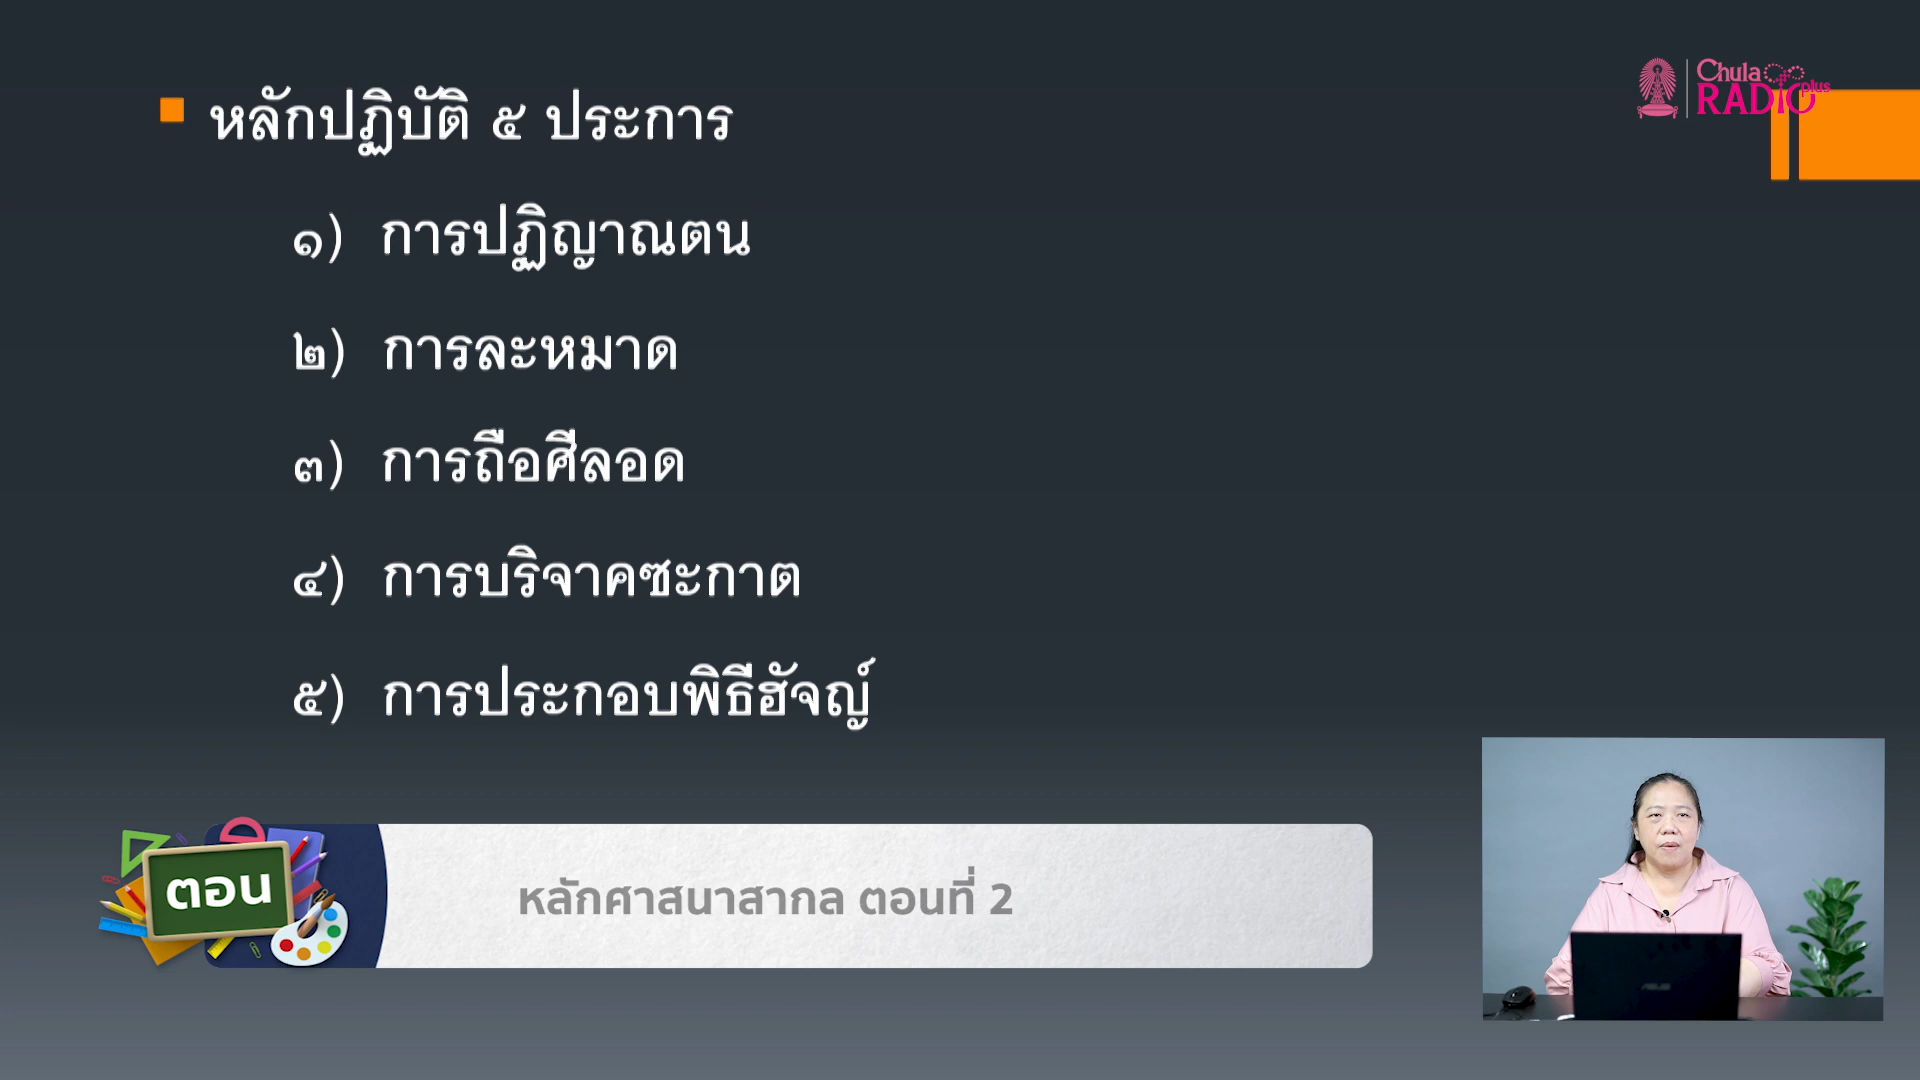 หลักปฏิบัติ ๕ ประการ
๑) การปฏิญาณตน
๒) การละหมาด
๓) การถือศีลอด
๔) การบริจาคซะกาต
๕) การประกอบพิธีฮัจญ์
Chula
RADIO plus
ตอน
หลักศาสนาสากล ตอนที่ 2
ASUS